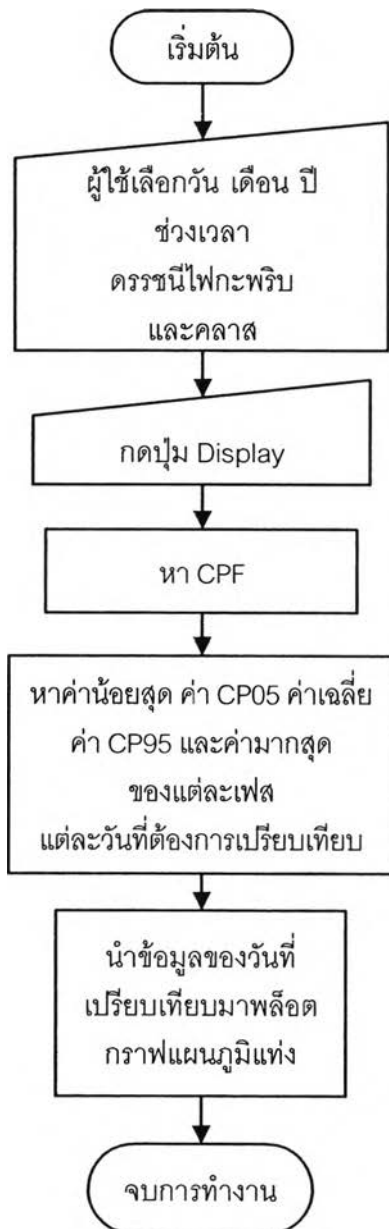 เริ่มต้น
ผู้ใช้เลือกวัน เดือน ปี
ช่วงเวลา
ดรรชนีไฟกะพริบ
และคลาส
กดปุ่ม Display
หา CPF
หาค่าน้อยสุด ค่า CP05 ค่าเฉลี่ย
ค่า CP95 และค่ามากสุด
ของแต่ละเฟส
แต่ละวันที่ต้องการเปรียบเทียบ
นำข้อมูลของวันที่
เปรียบเทียบมาพล็อต
กราฟแผนภูมิแท่ง
จบการทำงาน